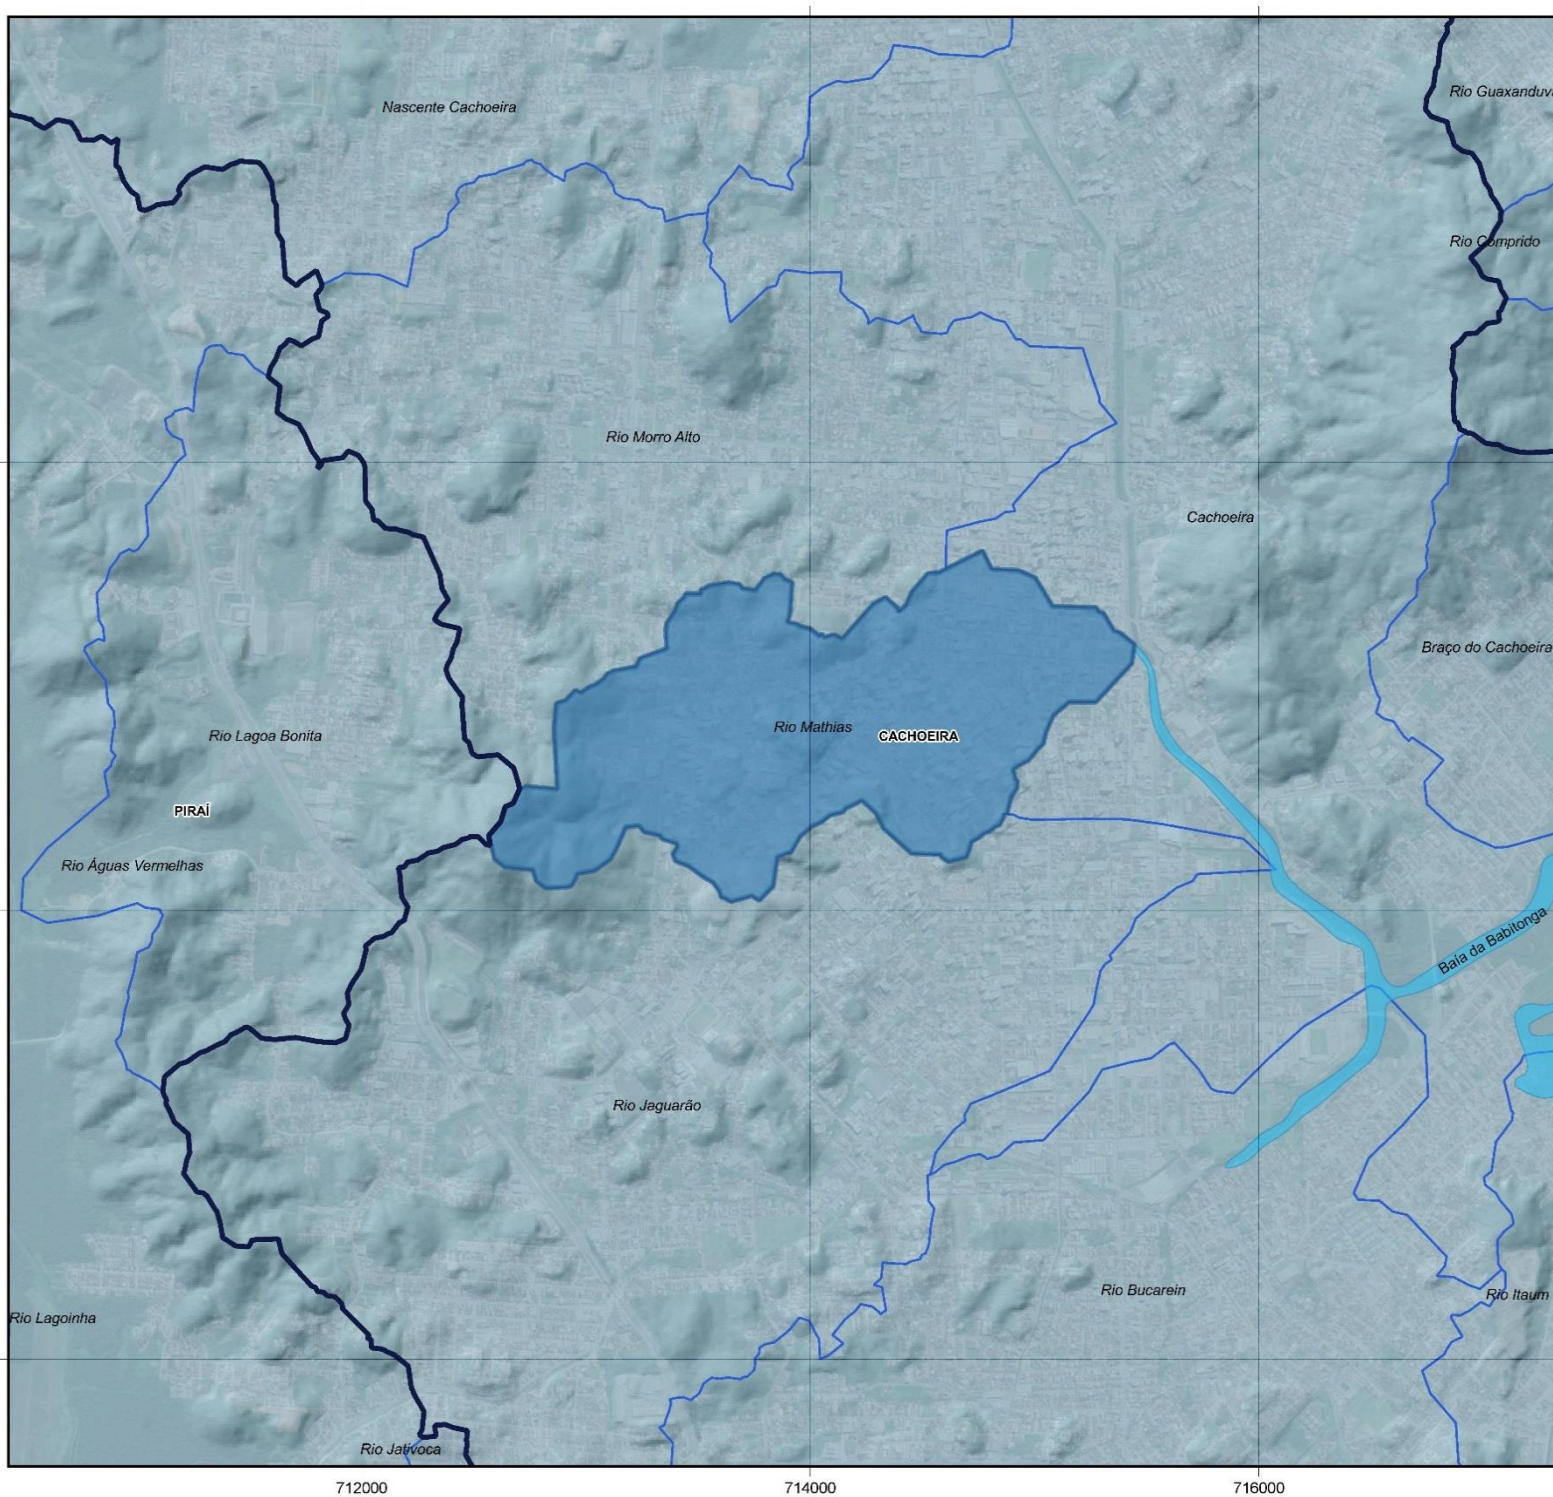 Rio Guaxanduv
Nascente Cachoeira
Rio Comprido
Rio Morro Alto
Cachoeira
Braço do Cachoeira
Rio Mathias
CACHOEIRA
Rio Lagoa Bonita
PIRAÍ
Rio Águas Vermelhas
Baía da Babitonga
Rio Jaguarão
Rio Bucarein
Rio Itaum
Rio Lagoinha
Rio Jativoca
712000 714000 716000